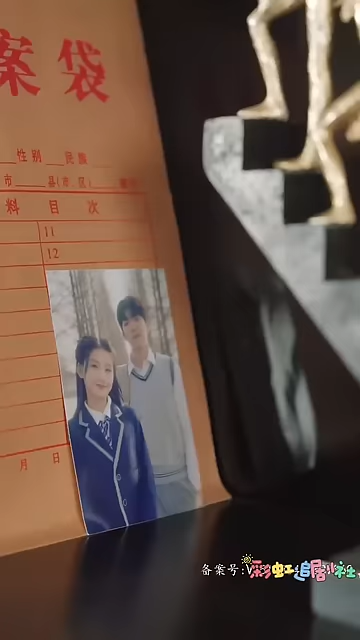 案袋
性别 民族
市 县(市、区)
料 目 次
11
12
月 日
备案号:V
彩虹追剧小社